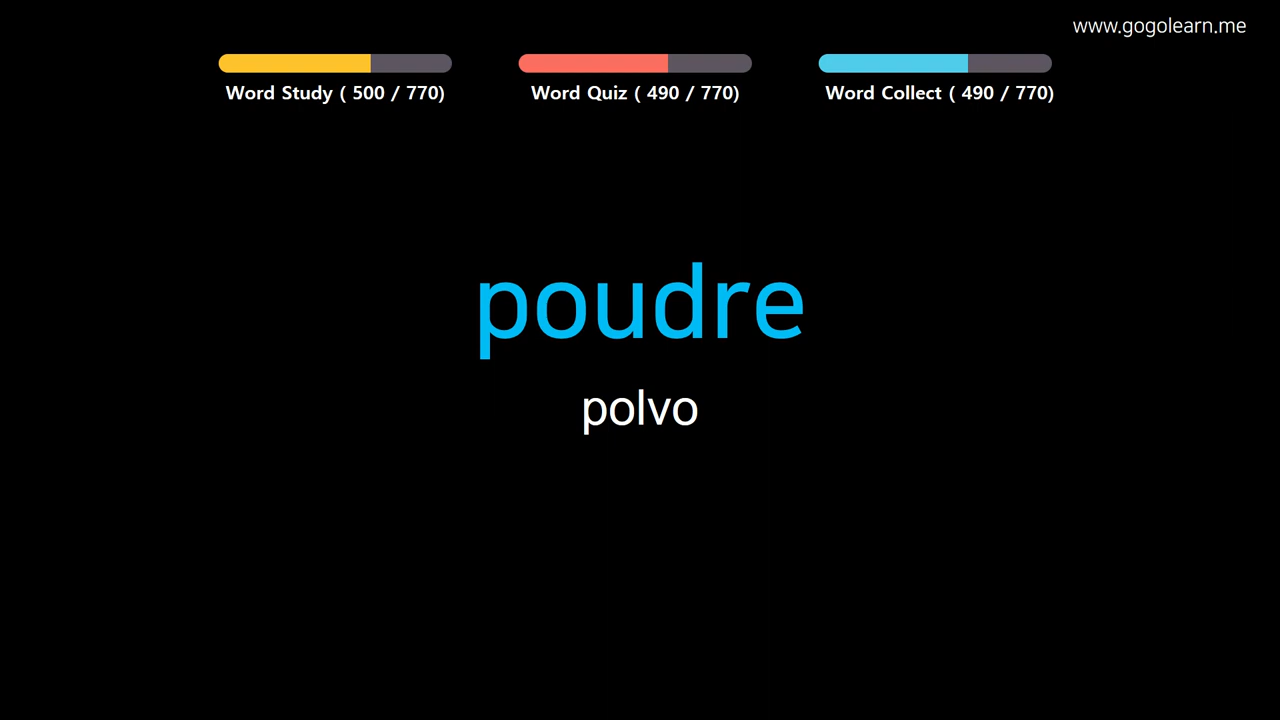 www.gogolearn.me
Word Study ( 500 / 770)
Word Quiz ( 490 / 770)
Word Collect ( 490 / 770)
poudre
polvo